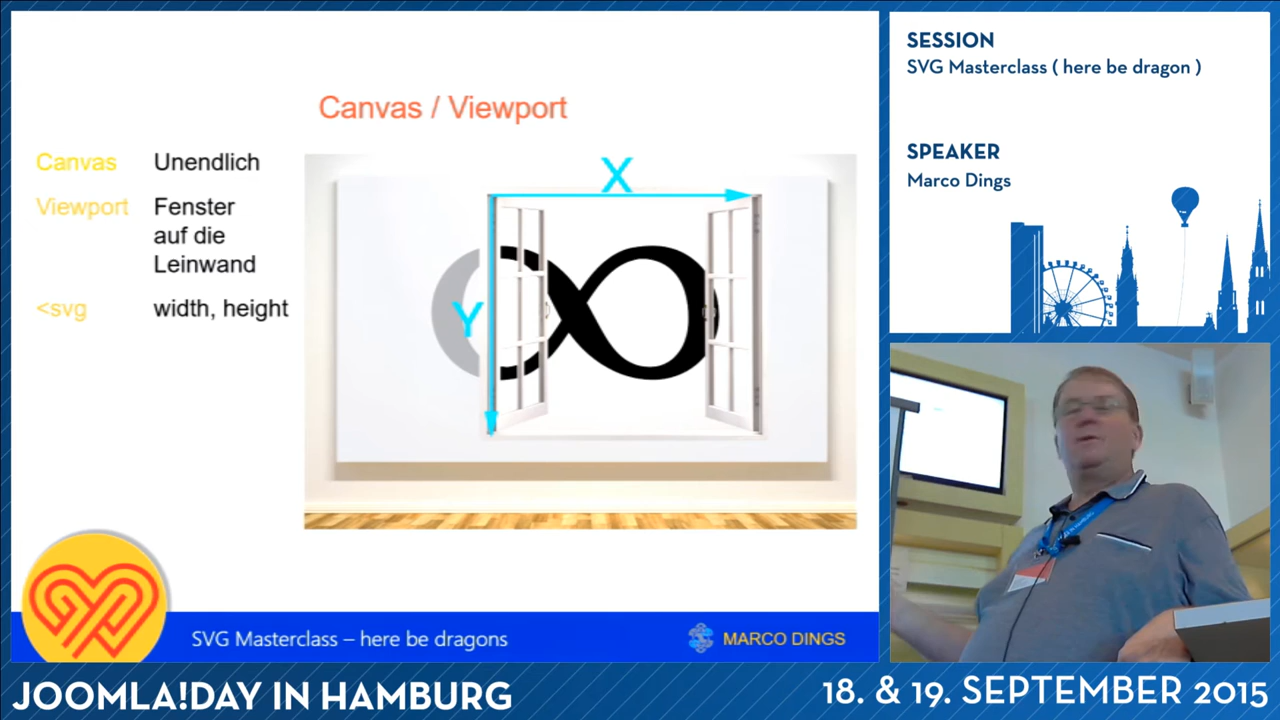 Canvas / Viewport
Canvas Unendlich
Viewport Fenster
auf die
Leinwand
<svg width, height
X
Y
SVG Masterclass – here be dragons
MARCO DINGS
SESSION
SVG Masterclass ( here be dragon )
SPEAKER
Marco Dings
JOOMLA!DAY IN HAMBURG
18. & 19. SEPTEMBER 2015